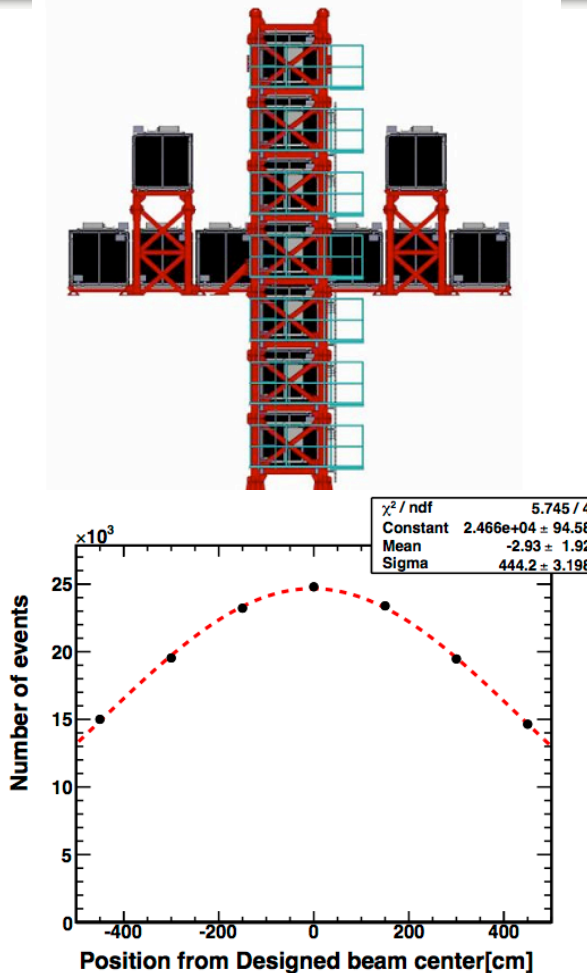 χ² / ndf 5.745 / 4
Constant 2.466e+04 ± 94.58
Mean -2.93 ± 1.92
Sigma 444.2 ± 3.198
×10³
25
20
15
10
5
0
Number of events
-400 -200 0 200 400
Position from Designed beam center[cm]